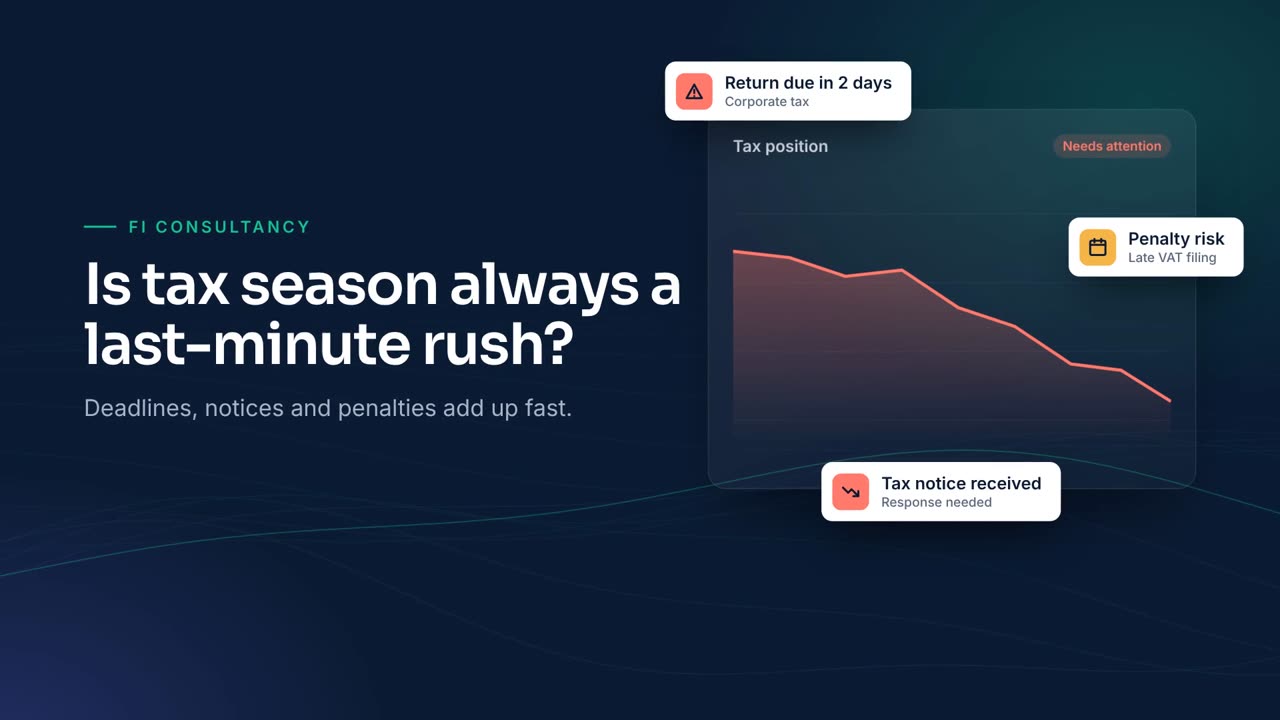 FI CONSULTANCY
Is tax season always a
last-minute rush?
Deadlines, notices and penalties add up fast.
Return due in 2 days
Corporate tax
Tax position
Needs attention
Penalty risk
Late VAT filing
Tax notice received
Response needed